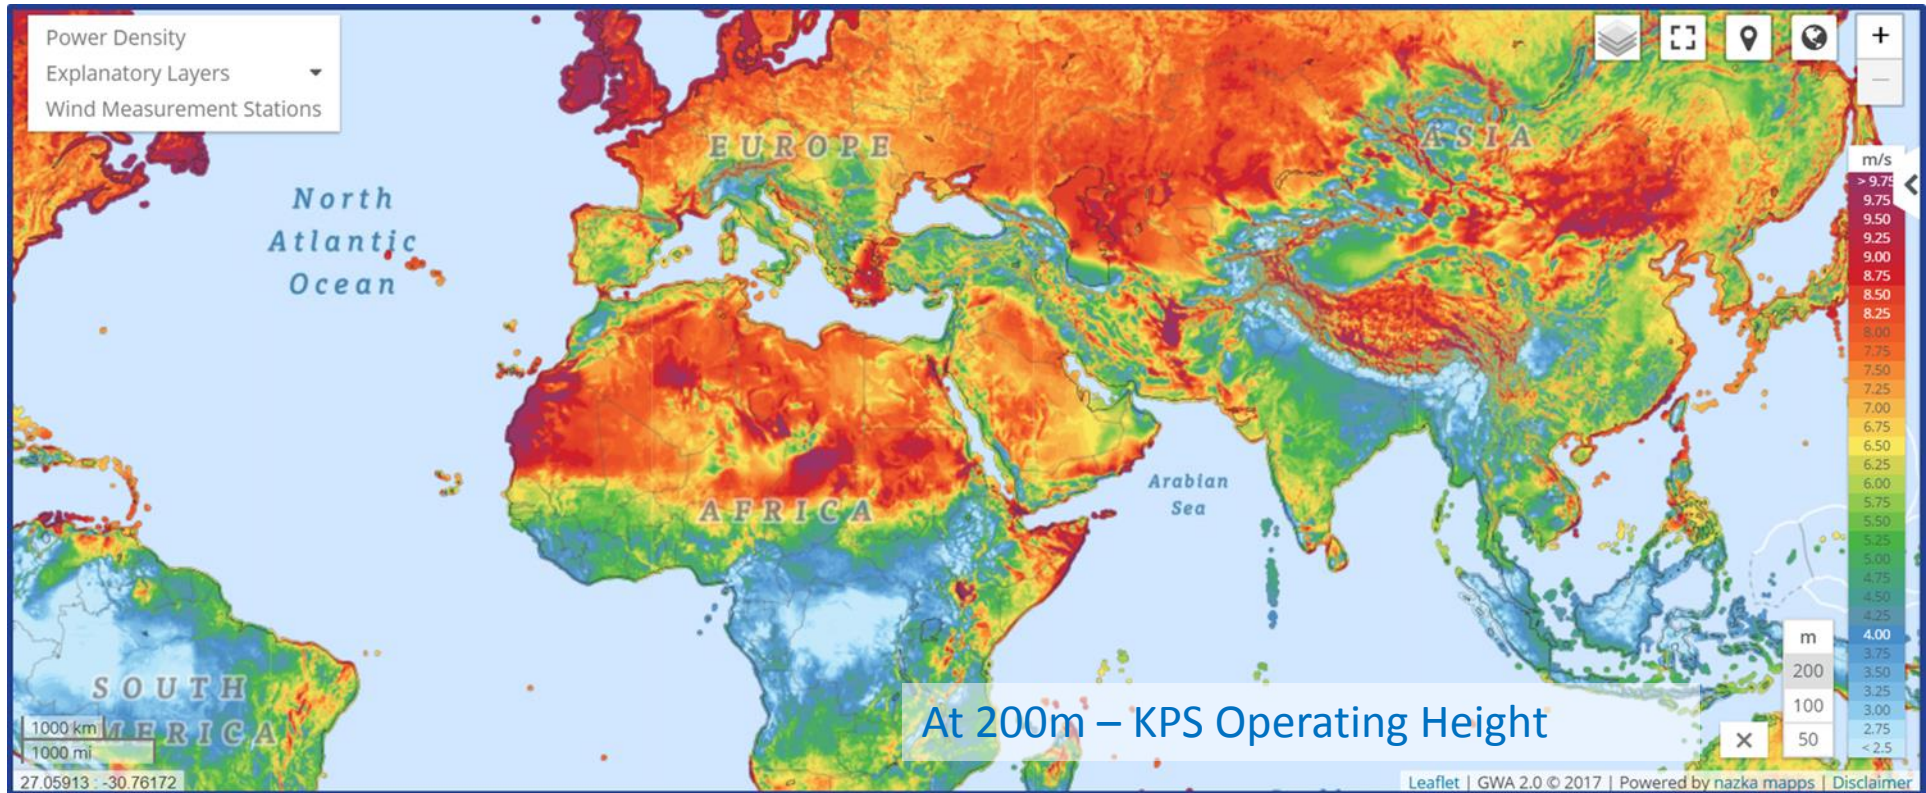 Power Density
Explanatory Layers
Wind Measurement Stations
EUROPE
ASIA
North
Atlantic
Ocean
AFRICA
Arabian
Sea
SOUTH
AMERICA
m/s
> 9.75
9.75
9.50
9.25
9.00
8.75
8.50
8.25
8.00
7.75
7.50
7.25
7.00
6.75
6.50
6.25
6.00
5.75
5.50
5.25
5.00
4.75
4.50
4.25
4.00
3.75
3.50
3.25
3.00
2.75
< 2.5
m
200
100
50
At 200m – KPS Operating Height
1000 km
1000 mi
27.05913 : -30.76172
Leaflet | GWA 2.0 © 2017 | Powered by nazka mapps | Disclaimer